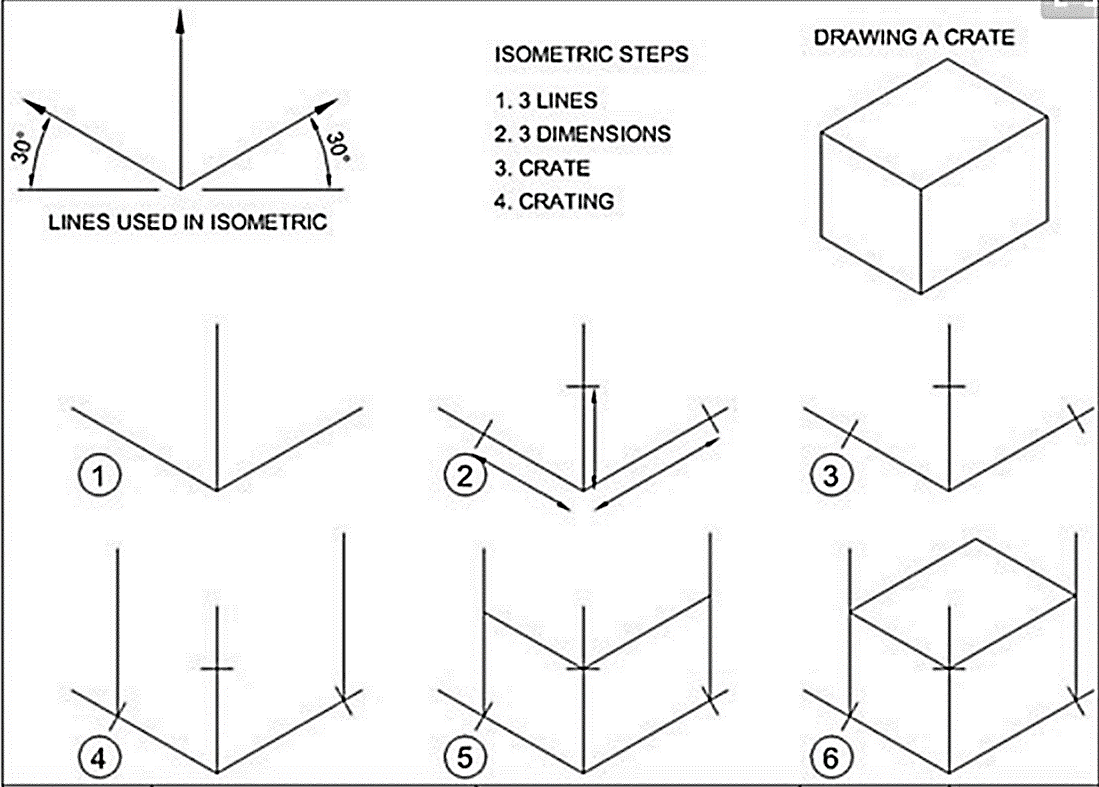 30°
30°
LINES USED IN ISOMETRIC
ISOMETRIC STEPS
1. 3 LINES
2. 3 DIMENSIONS
3. CRATE
4. CRATING
DRAWING A CRATE
1
2
3
4
5
6